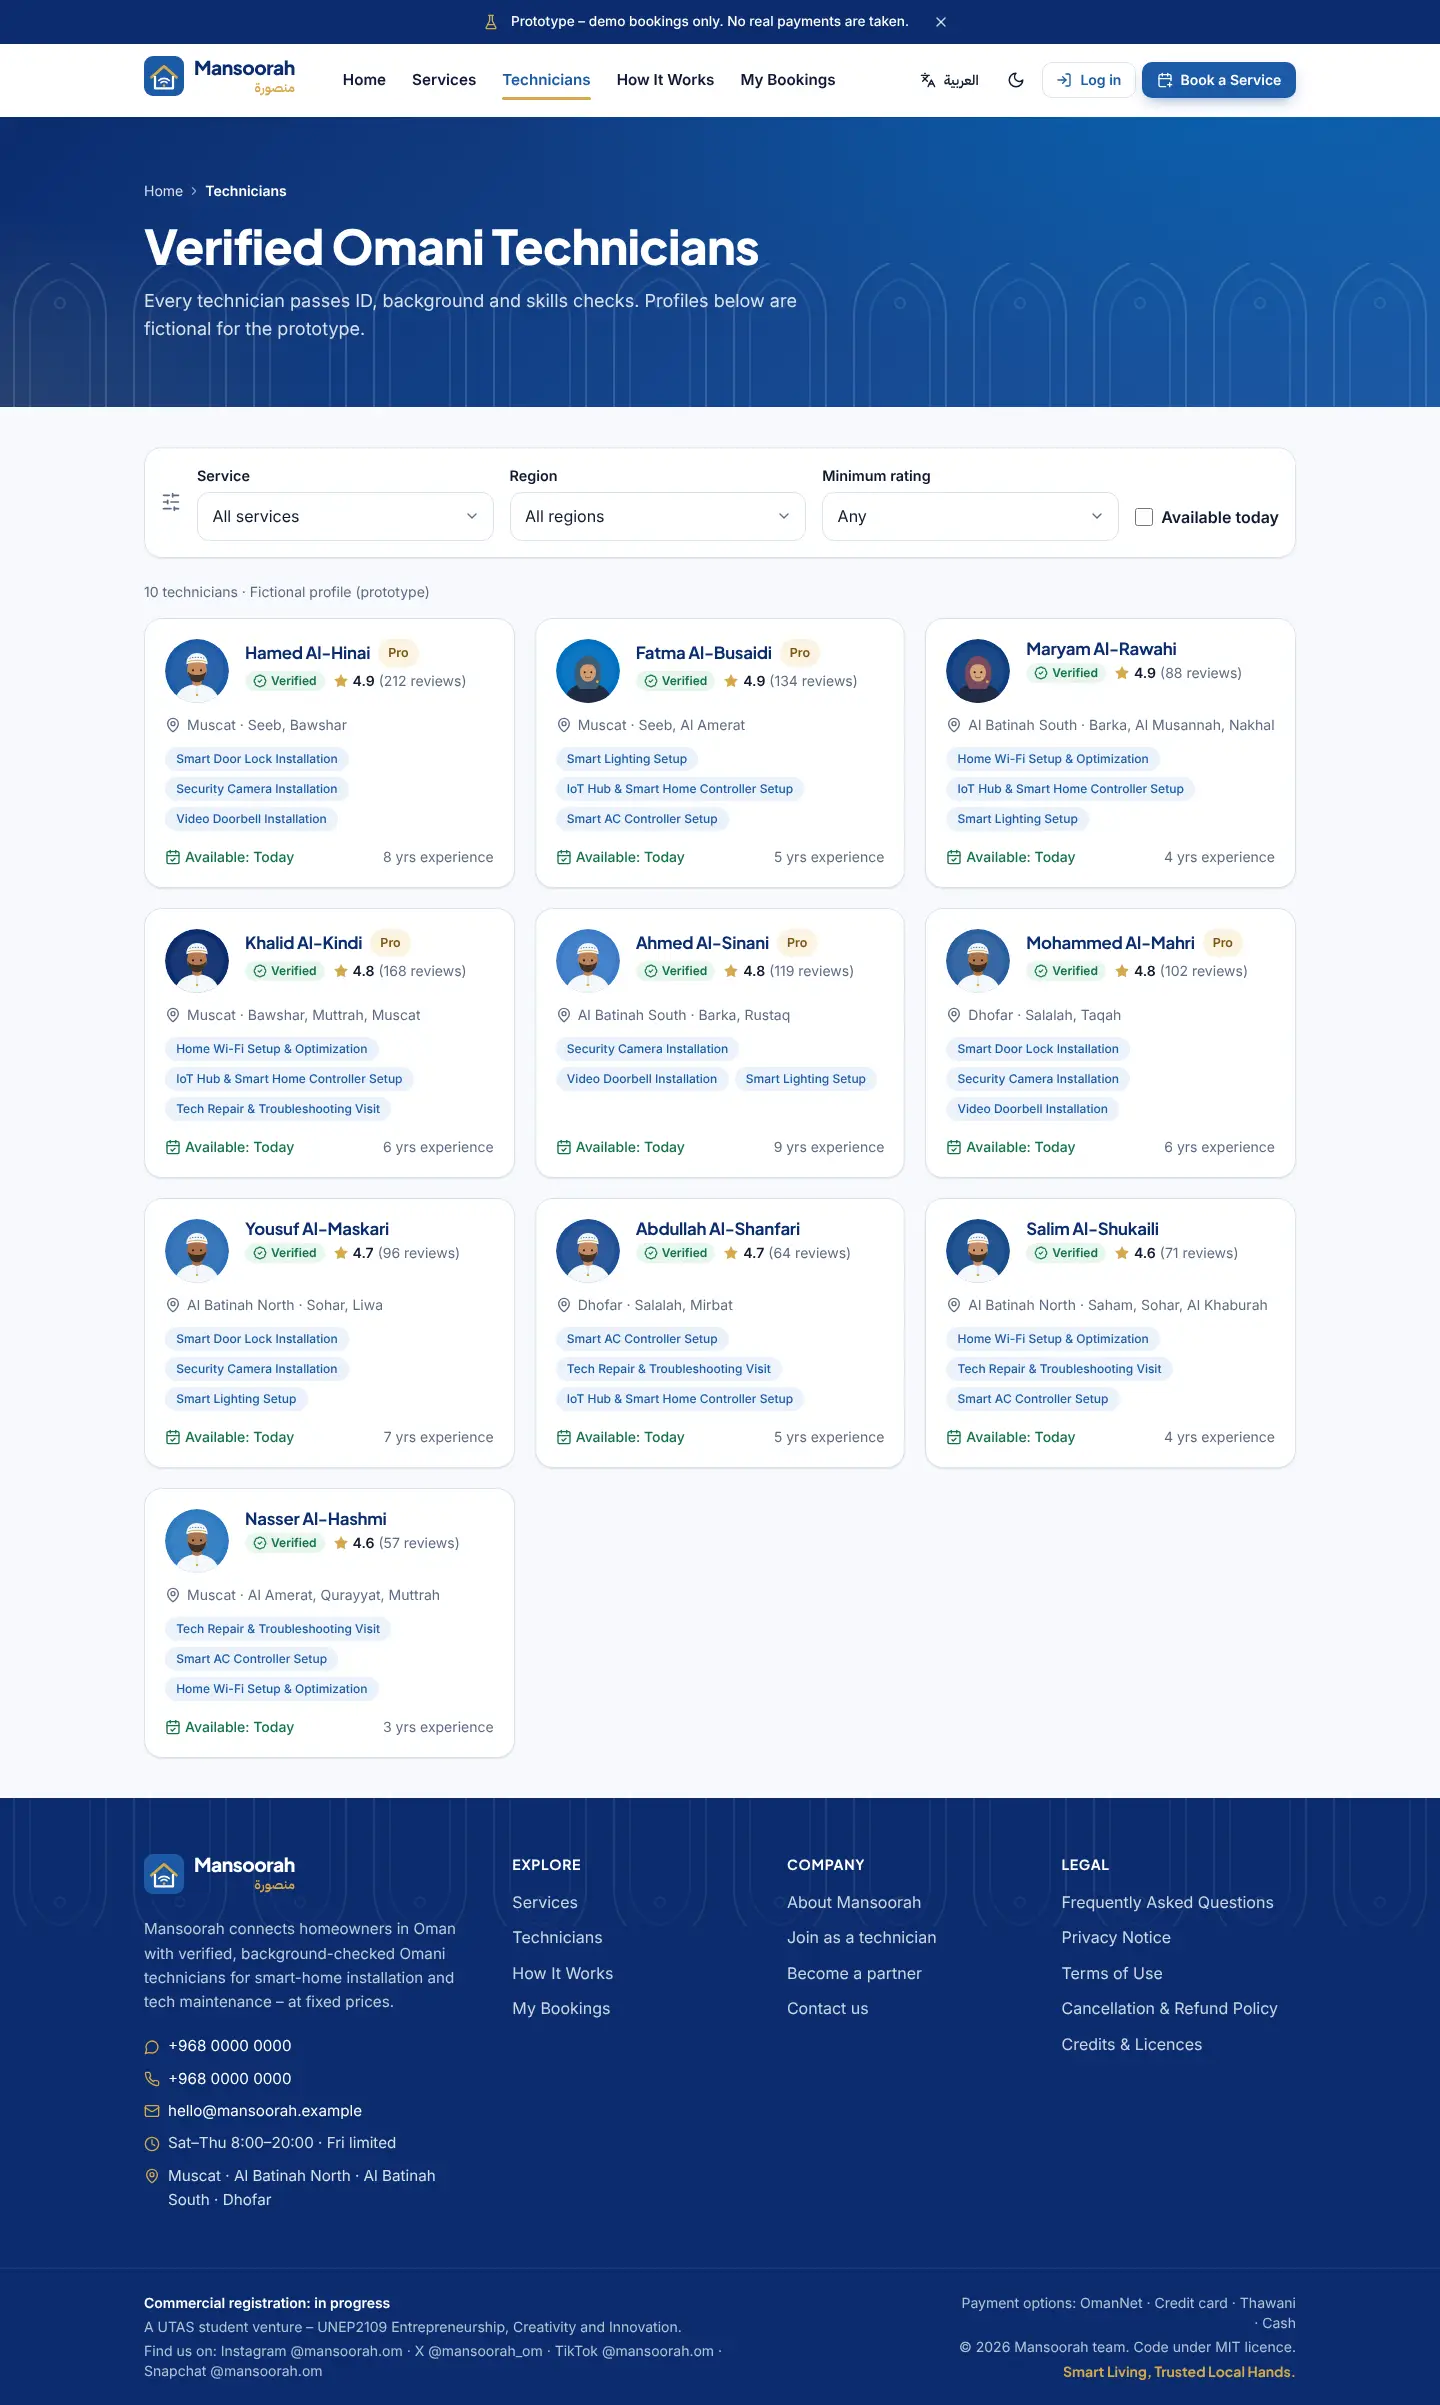 Prototype – demo bookings only. No real payments are taken.
Mansoorah
منصورة
Home
Services
Technicians
How It Works
My Bookings
العربية
Log in
Book a Service
Home > Technicians
Verified Omani Technicians
Every technician passes ID, background and skills checks. Profiles below are
fictional for the prototype.
Service
All services
Region
All regions
Minimum rating
Any
Available today
10 technicians · Fictional profile (prototype)
Hamed Al-Hinai Pro
Verified 4.9 (212 reviews)
Muscat · Seeb, Bawshar
Smart Door Lock Installation
Security Camera Installation
Video Doorbell Installation
Available: Today 8 yrs experience
Fatma Al-Busaidi Pro
Verified 4.9 (134 reviews)
Muscat · Seeb, Al Amerat
Smart Lighting Setup
IoT Hub & Smart Home Controller Setup
Smart AC Controller Setup
Available: Today 5 yrs experience
Maryam Al-Rawahi
Verified 4.9 (88 reviews)
Al Batinah South · Barka, Al Musannah, Nakhal
Home Wi-Fi Setup & Optimization
IoT Hub & Smart Home Controller Setup
Smart Lighting Setup
Available: Today 4 yrs experience
Khalid Al-Kindi Pro
Verified 4.8 (168 reviews)
Muscat · Bawshar, Muttrah, Muscat
Home Wi-Fi Setup & Optimization
IoT Hub & Smart Home Controller Setup
Tech Repair & Troubleshooting Visit
Available: Today 6 yrs experience
Ahmed Al-Sinani Pro
Verified 4.8 (119 reviews)
Al Batinah South · Barka, Rustaq
Security Camera Installation
Video Doorbell Installation Smart Lighting Setup
Available: Today 9 yrs experience
Mohammed Al-Mahri Pro
Verified 4.8 (102 reviews)
Dhofar · Salalah, Taqah
Smart Door Lock Installation
Security Camera Installation
Video Doorbell Installation
Available: Today 6 yrs experience
Yousuf Al-Maskari
Verified 4.7 (96 reviews)
Al Batinah North · Sohar, Liwa
Smart Door Lock Installation
Security Camera Installation
Smart Lighting Setup
Available: Today 7 yrs experience
Abdullah Al-Shanfari
Verified 4.7 (64 reviews)
Dhofar · Salalah, Mirbat
Smart AC Controller Setup
Tech Repair & Troubleshooting Visit
IoT Hub & Smart Home Controller Setup
Available: Today 5 yrs experience
Salim Al-Shukaili
Verified 4.6 (71 reviews)
Al Batinah North · Saham, Sohar, Al Khaburah
Home Wi-Fi Setup & Optimization
Tech Repair & Troubleshooting Visit
Smart AC Controller Setup
Available: Today 4 yrs experience
Nasser Al-Hashmi
Verified 4.6 (57 reviews)
Muscat · Al Amerat, Qurayyat, Muttrah
Tech Repair & Troubleshooting Visit
Smart AC Controller Setup
Home Wi-Fi Setup & Optimization
Available: Today 3 yrs experience
Mansoorah
منصورة
Mansoorah connects homeowners in Oman
with verified, background-checked Omani
technicians for smart-home installation and
tech maintenance – at fixed prices.
+968 0000 0000
+968 0000 0000
hello@mansoorah.example
Sat–Thu 8:00–20:00 · Fri limited
Muscat · Al Batinah North · Al Batinah
South · Dhofar
EXPLORE
Services
Technicians
How It Works
My Bookings
COMPANY
About Mansoorah
Join as a technician
Become a partner
Contact us
LEGAL
Frequently Asked Questions
Privacy Notice
Terms of Use
Cancellation & Refund Policy
Credits & Licences
Commercial registration: in progress
A UTAS student venture – UNEP2109 Entrepreneurship, Creativity and Innovation.
Find us on: Instagram @mansoorah.om · X @mansoorah_om · TikTok @mansoorah.om ·
Snapchat @mansoorah.om
Payment options: OmanNet · Credit card · Thawani
· Cash
© 2026 Mansoorah team. Code under MIT licence.
Smart Living, Trusted Local Hands.